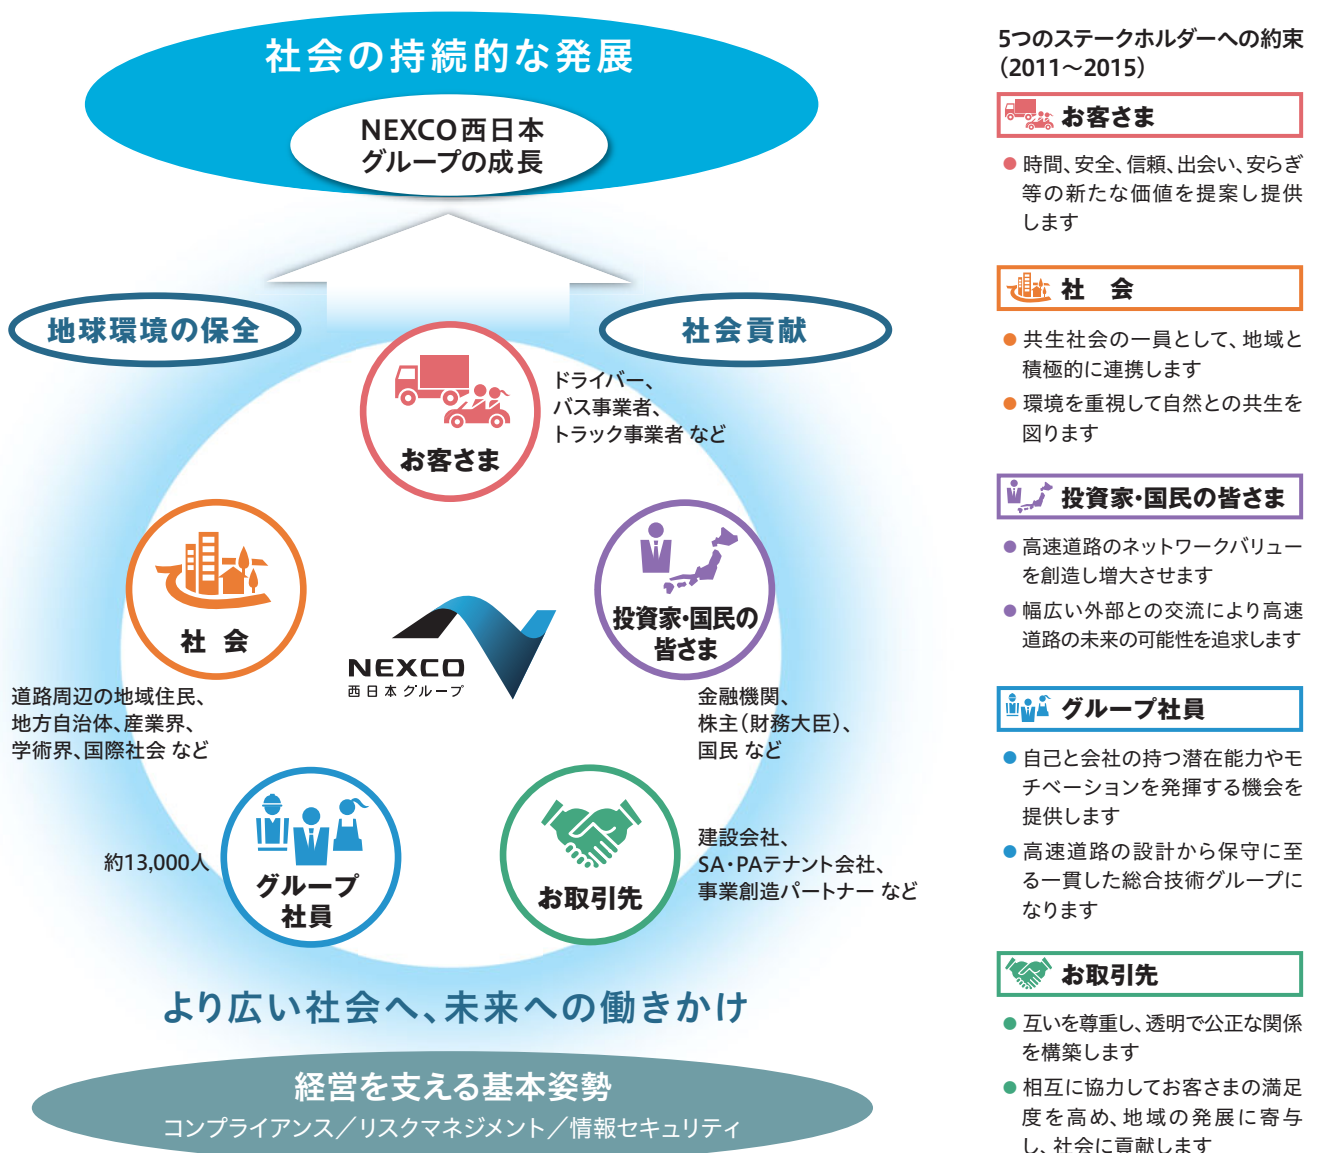 社会の持続的な発展
NEXCO西日本
グループの成長
地球環境の保全
社会貢献
お客さま
ドライバー、
バス事業者、
トラック事業者 など
社 会
道路周辺の地域住民、
地方自治体、産業界、
学術界、国際社会 など
投資家・国民の
皆さま
金融機関、
株主(財務大臣)、
国民 など
NEXCO
西日本グループ
グループ
社員
約13,000人
お取引先
建設会社、
SA・PAテナント会社、
事業創造パートナー など
より広い社会へ、未来への働きかけ
経営を支える基本姿勢
コンプライアンス/リスクマネジメント/情報セキュリティ
5つのステークホルダーへの約束
(2011〜2015)
お客さま
● 時間、安全、信頼、出会い、安らぎ
等の新たな価値を提案し提供
します
社 会
● 共生社会の一員として、地域と
積極的に連携します
● 環境を重視して自然との共生を
図ります
投資家・国民の皆さま
● 高速道路のネットワークバリュー
を創造し増大させます
● 幅広い外部との交流により高速
道路の未来の可能性を追求します
グループ社員
● 自己と会社の持つ潜在能力やモ
チベーションを発揮する機会を
提供します
● 高速道路の設計から保守に至
る一貫した総合技術グループに
なります
お取引先
● 互いを尊重し、透明で公正な関係
を構築します
● 相互に協力してお客さまの満足
度を高め、地域の発展に寄与
し、社会に貢献します